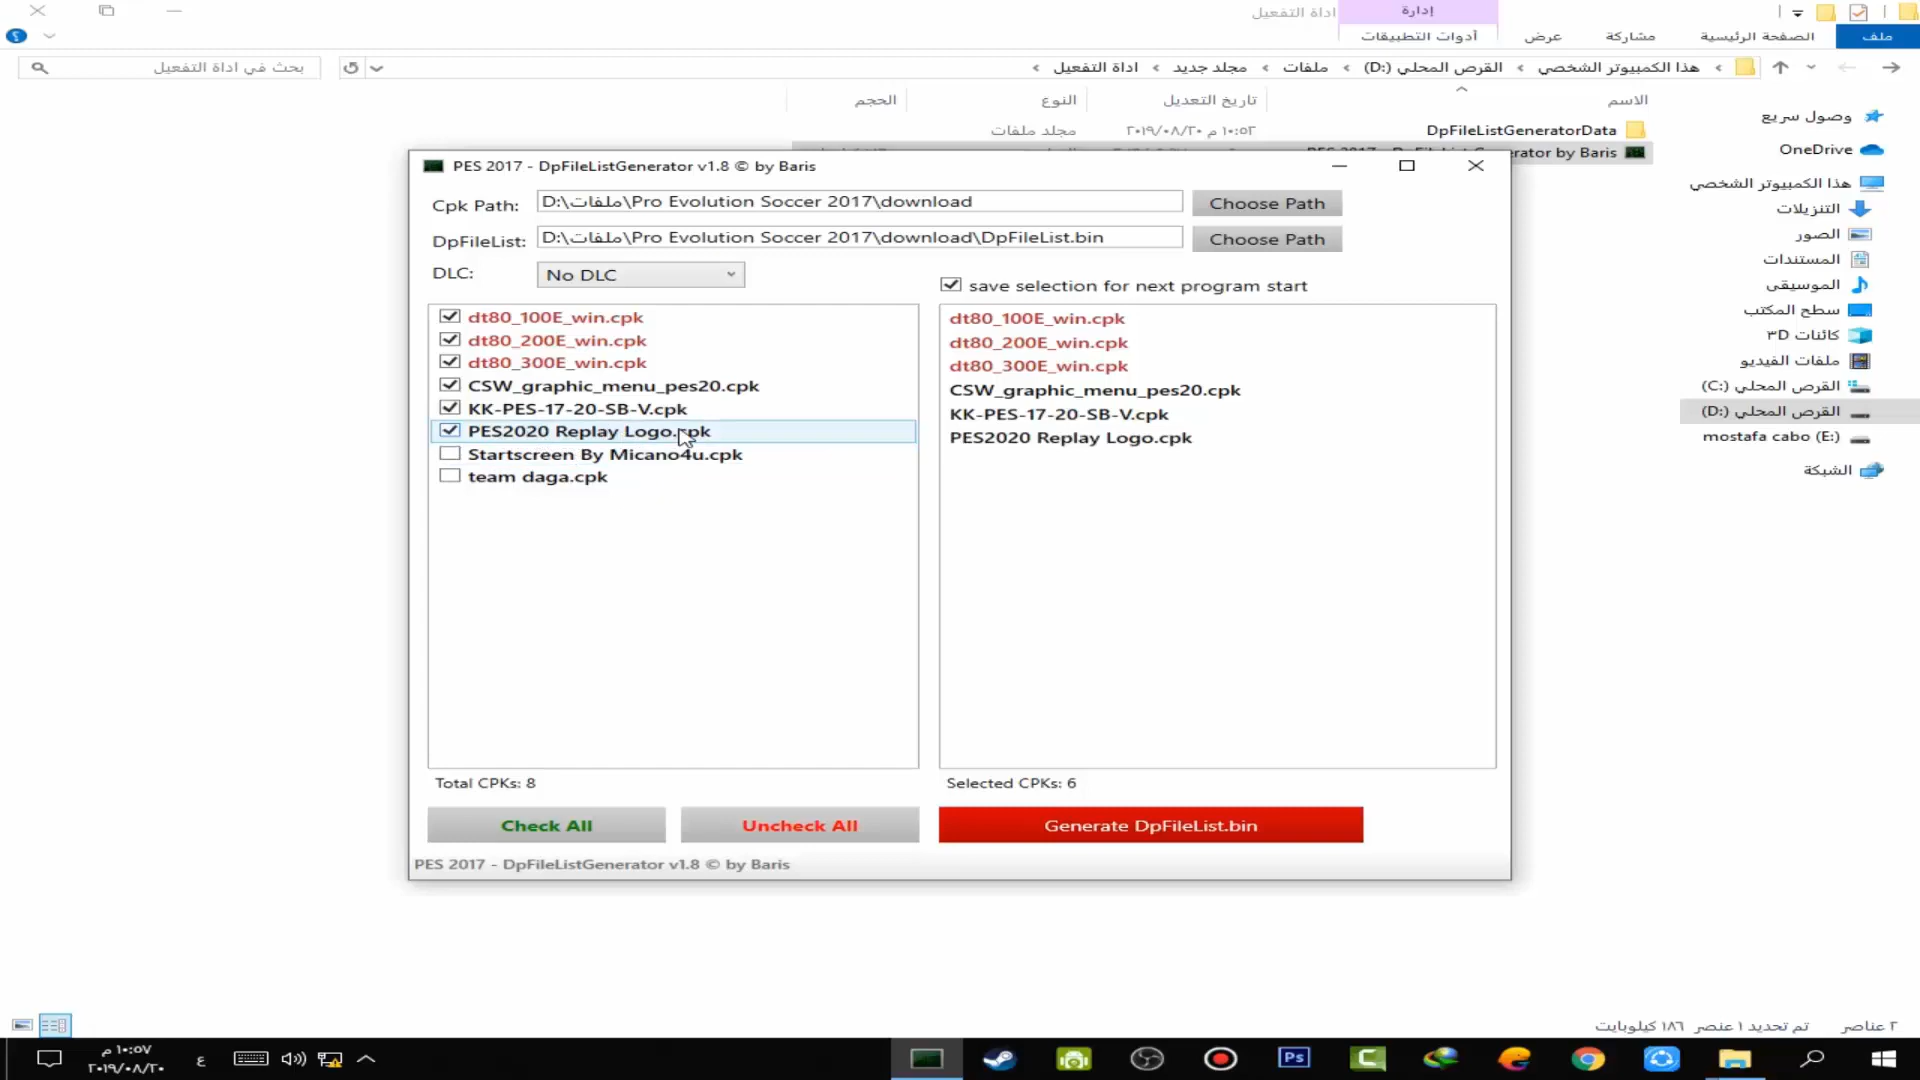 اداة التفعيل
إدارة
ملف
الصفحة الرئيسية
مشاركة
عرض
أدوات التطبيقات
هذا الكمبيوتر الشخصي › القرص المحلي (D:) › ملفات › مجلد جديد › اداة التفعيل ›
بحث في اداة التفعيل
الاسم
تاريخ التعديل
النوع
الحجم
DpFileListGeneratorData
٢٠١٩/٠٨/٢٠ ١٠:٥٢ م
مجلد ملفات
erator by Baris
وصول سريع
OneDrive
هذا الكمبيوتر الشخصي
التنزيلات
الصور
المستندات
الموسيقى
سطح المكتب
كائنات ٣D
ملفات الفيديو
القرص المحلي (C:)
القرص المحلي (D:)
mostafa cabo (E:)
الشبكة
PES 2017 - DpFileListGenerator v1.8 © by Baris
Cpk Path:
D:\ملفات\Pro Evolution Soccer 2017\download
Choose Path
DpFileList:
D:\ملفات\Pro Evolution Soccer 2017\download\DpFileList.bin
Choose Path
DLC:
No DLC
save selection for next program start
dt80_100E_win.cpk
dt80_200E_win.cpk
dt80_300E_win.cpk
CSW_graphic_menu_pes20.cpk
KK-PES-17-20-SB-V.cpk
PES2020 Replay Logo.cpk
Startscreen By Micano4u.cpk
team daga.cpk
dt80_100E_win.cpk
dt80_200E_win.cpk
dt80_300E_win.cpk
CSW_graphic_menu_pes20.cpk
KK-PES-17-20-SB-V.cpk
PES2020 Replay Logo.cpk
Total CPKs: 8
Selected CPKs: 6
Check All
Uncheck All
Generate DpFileList.bin
PES 2017 - DpFileListGenerator v1.8 © by Baris
٢ عناصر
تم تحديد ١ عنصر ١٨٦ كيلوبايت
١٠:٥٧ م
٢٠١٩/٠٨/٢٠
ع
Ps